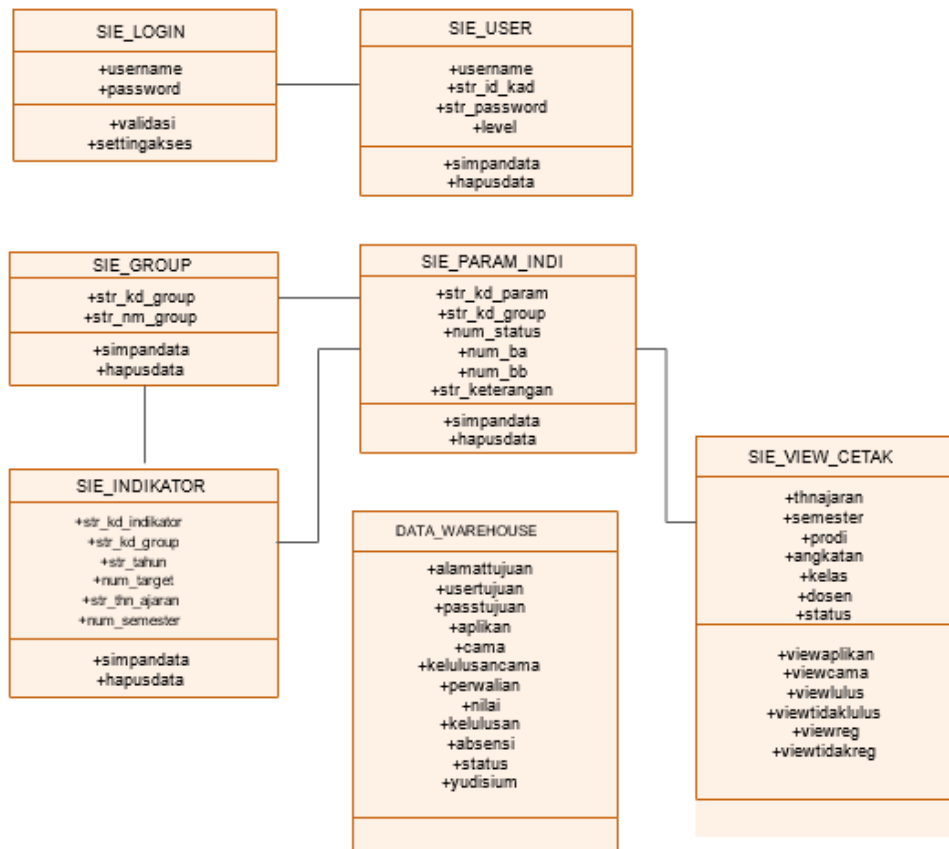 SIE_LOGIN
+username
+password
+validasi
+settingakses
SIE_USER
+username
+str_id_kad
+str_password
+level
+simpandata
+hapusdata
SIE_GROUP
+str_kd_group
+str_nm_group
+simpandata
+hapusdata
SIE_PARAM_INDI
+str_kd_param
+str_kd_group
+num_status
+num_ba
+num_bb
+str_keterangan
+simpandata
+hapusdata
SIE_INDIKATOR
+str_kd_indikator
+str_kd_group
+str_tahun
+num_target
+str_thn_ajaran
+num_semester
+simpandata
+hapusdata
DATA_WAREHOUSE
+alamattujuan
+usertujuan
+passtujuan
+aplikan
+cama
+kelulusancama
+perwalian
+nilai
+kelulusan
+absensi
+status
+yudisium
SIE_VIEW_CETAK
+thnajaran
+semester
+prodi
+angkatan
+kelas
+dosen
+status
+viewaplikan
+viewcama
+viewlulus
+viewtidaklulus
+viewreg
+viewtidakreg